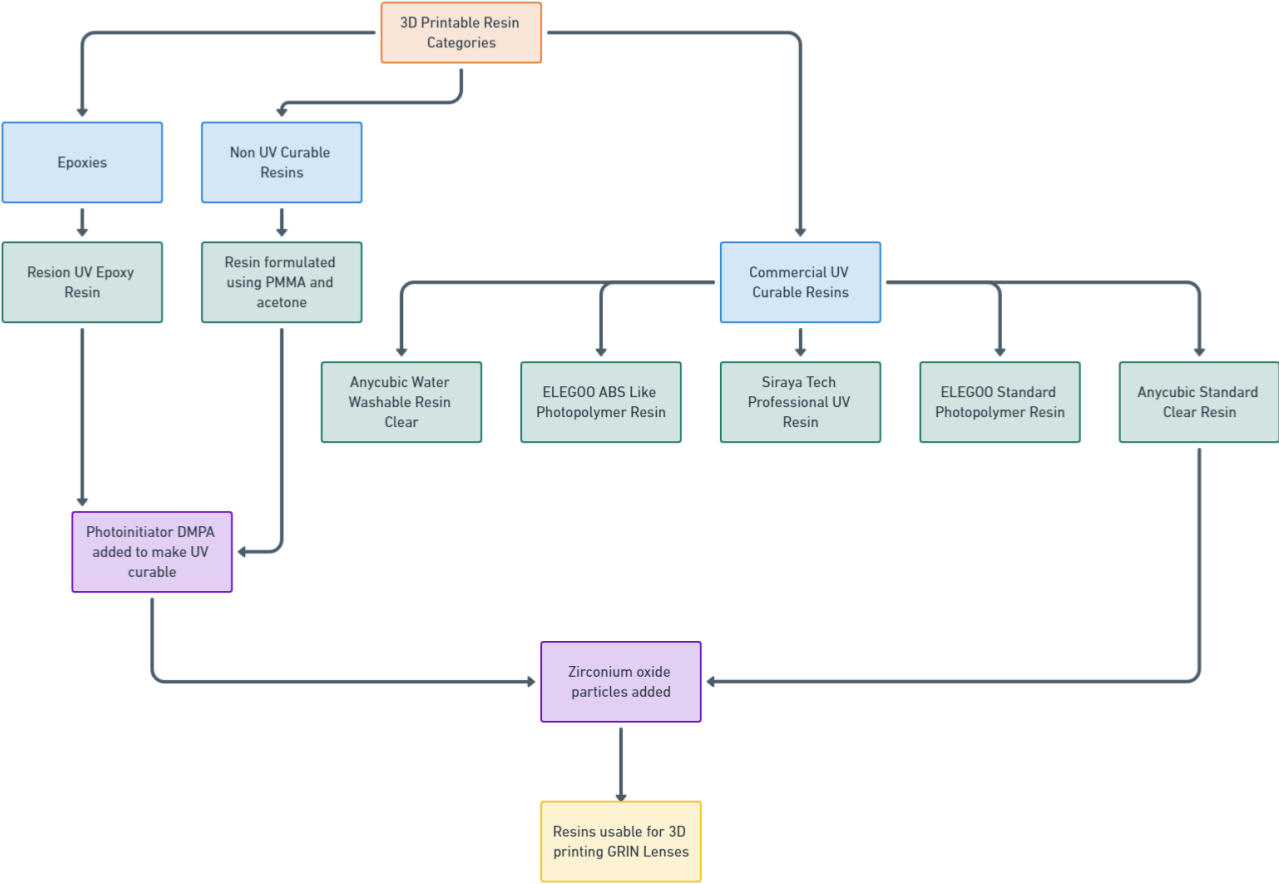 3D Printable Resin
Categories
Epoxies
Non UV Curable
Resins
Resion UV Epoxy
Resin
Resin formulated
using PMMA and
acetone
Commercial UV
Curable Resins
Anycubic Water
Washable Resin
Clear
ELEGOO ABS Like
Photopolymer Resin
Siraya Tech
Professional UV
Resin
ELEGOO Standard
Photopolymer Resin
Anycubic Standard
Clear Resin
Photoinitiator DMPA
added to make UV
curable
Zirconium oxide
particles added
Resins usable for 3D
printing GRIN Lenses